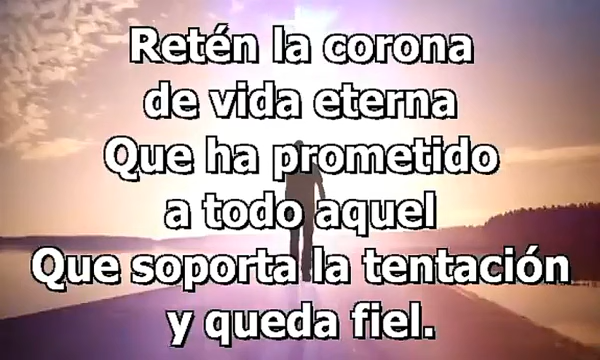 Retén la corona
de vida eterna
Que ha prometido
a todo aquel
Que soporta la tentación
y queda fiel.